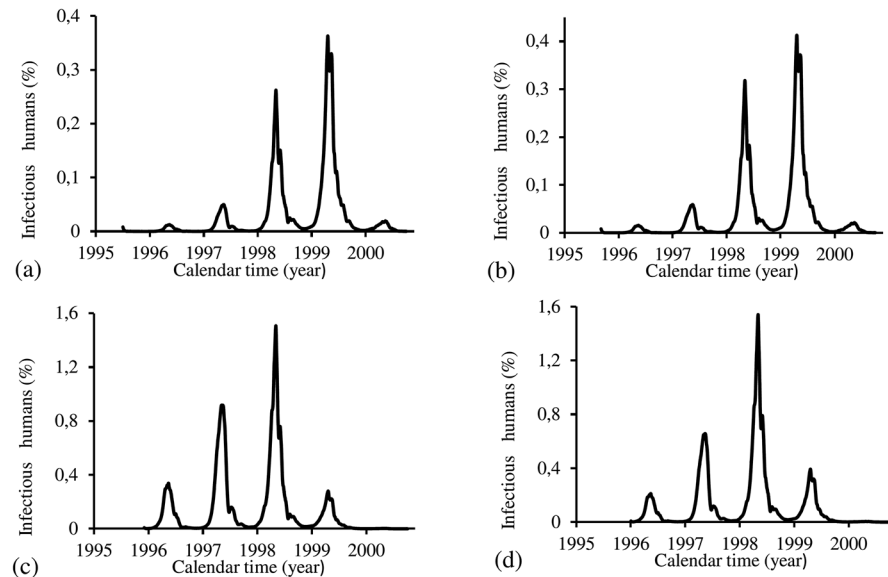 0,4
0,3
0,2
0,1
0
Infectious humans (%)
1995 1996 1997 1998 1999 2000
Calendar time (year)
(a)
0,4
0,3
0,2
0,1
0
Infectious humans (%)
1995 1996 1997 1998 1999 2000
Calendar time (year)
(b)
1,6
1,2
0,8
0,4
0
Infectious humans (%)
1995 1996 1997 1998 1999 2000
Calendar time (year)
(c)
1,6
1,2
0,8
0,4
0
Infectious humans (%)
1995 1996 1997 1998 1999 2000
Calendar time (year)
(d)